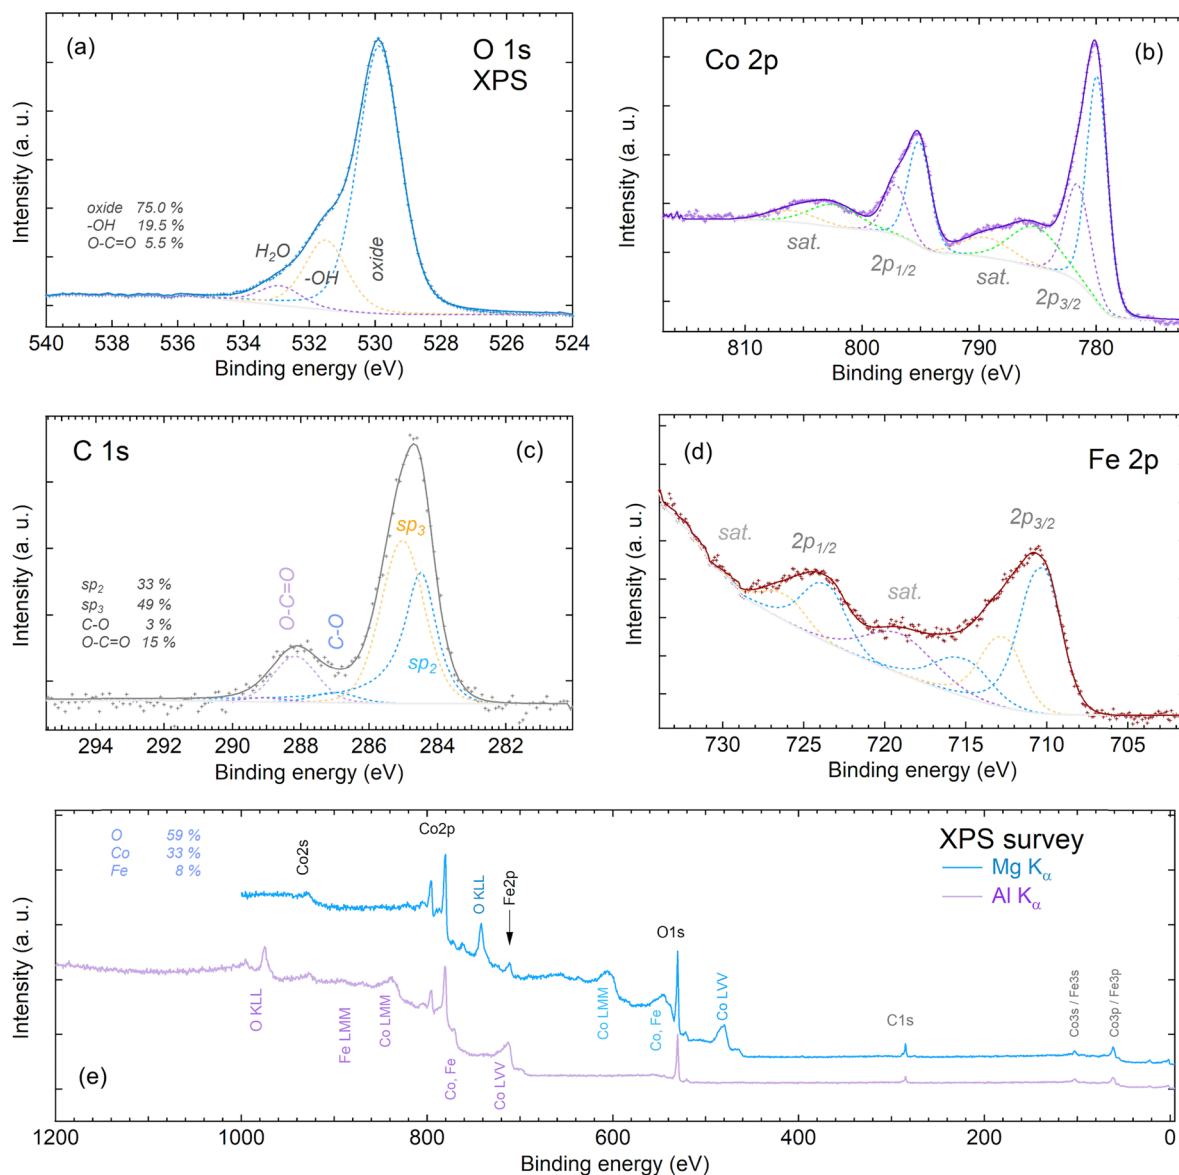 (a)
O 1s
XPS
Intensity (a. u.)
oxide 75.0 %
-OH 19.5 %
O-C=O 5.5 %
H₂O
-OH
oxide
540 538 536 534 532 530 528 526 524
Binding energy (eV)
Co 2p
(b)
Intensity (a. u.)
sat.
2p₁/₂
sat.
2p₃/₂
810 800 790 780
Binding energy (eV)
C 1s
(c)
Intensity (a. u.)
sp₂ 33 %
sp₃ 49 %
C-O 3 %
O-C=O 15 %
O-C=O
C-O
sp₃
sp₂
294 292 290 288 286 284 282
Binding energy (eV)
(d)
Fe 2p
Intensity (a. u.)
sat.
2p₁/₂
sat.
2p₃/₂
730 725 720 715 710 705
Binding energy (eV)
O 59 %
Co 33 %
Fe 8 %
XPS survey
Mg Kα
Al Kα
Intensity (a. u.)
Co2s
Co2p
O KLL
Fe2p
O1s
Co LMM
Co, Fe
Co LVV
C1s
Co3s / Fe3s
Co3p / Fe3p
O KLL
Fe LMM
Co LMM
Co, Fe
Co LVV
(e)
1200 1000 800 600 400 200 0
Binding energy (eV)